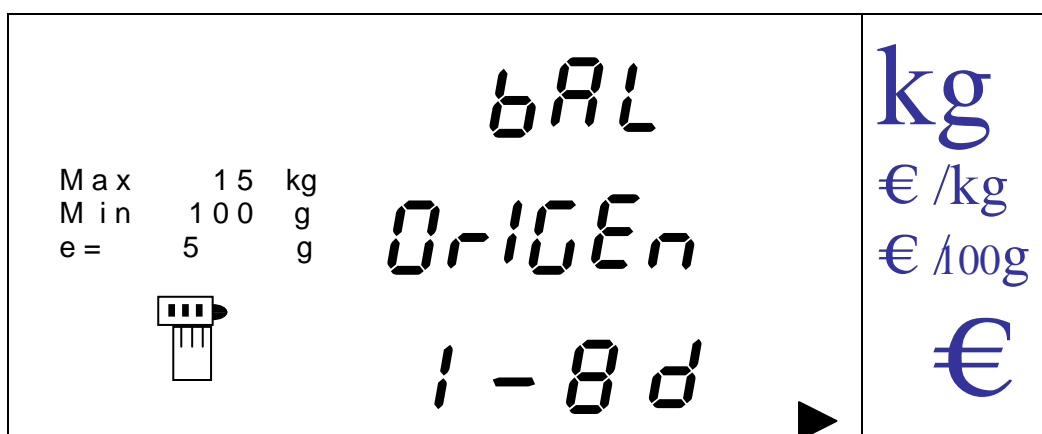 bAL
Max 15 kg
Min 100 g
e= 5 g
OrIGEn
1-8d
kg
€/kg
€/100g
€